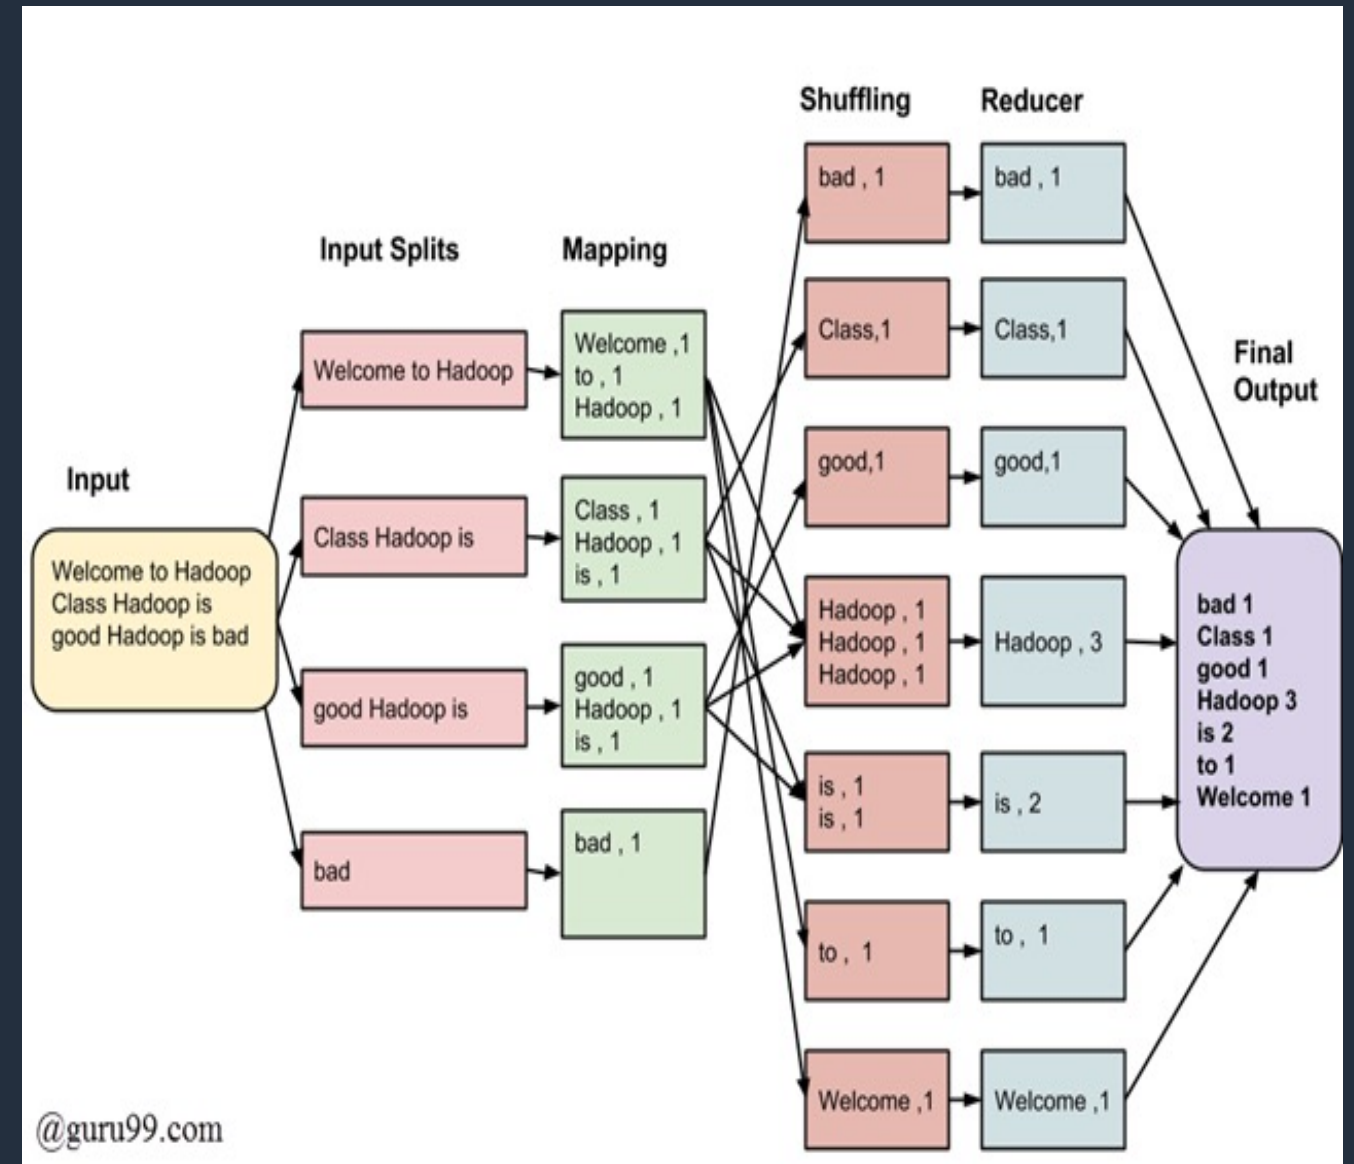 Input
Welcome to Hadoop
Class Hadoop is
good Hadoop is bad
Input Splits
Welcome to Hadoop
Class Hadoop is
good Hadoop is
bad
Mapping
Welcome ,1
to , 1
Hadoop , 1
Class , 1
Hadoop , 1
is , 1
good , 1
Hadoop , 1
is , 1
bad , 1
Shuffling
bad , 1
Class,1
good,1
Hadoop , 1
Hadoop , 1
Hadoop , 1
is , 1
is , 1
to , 1
Welcome ,1
Reducer
bad , 1
Class,1
good,1
Hadoop , 3
is , 2
to , 1
Welcome ,1
Final
Output
bad 1
Class 1
good 1
Hadoop 3
is 2
to 1
Welcome 1
@guru99.com